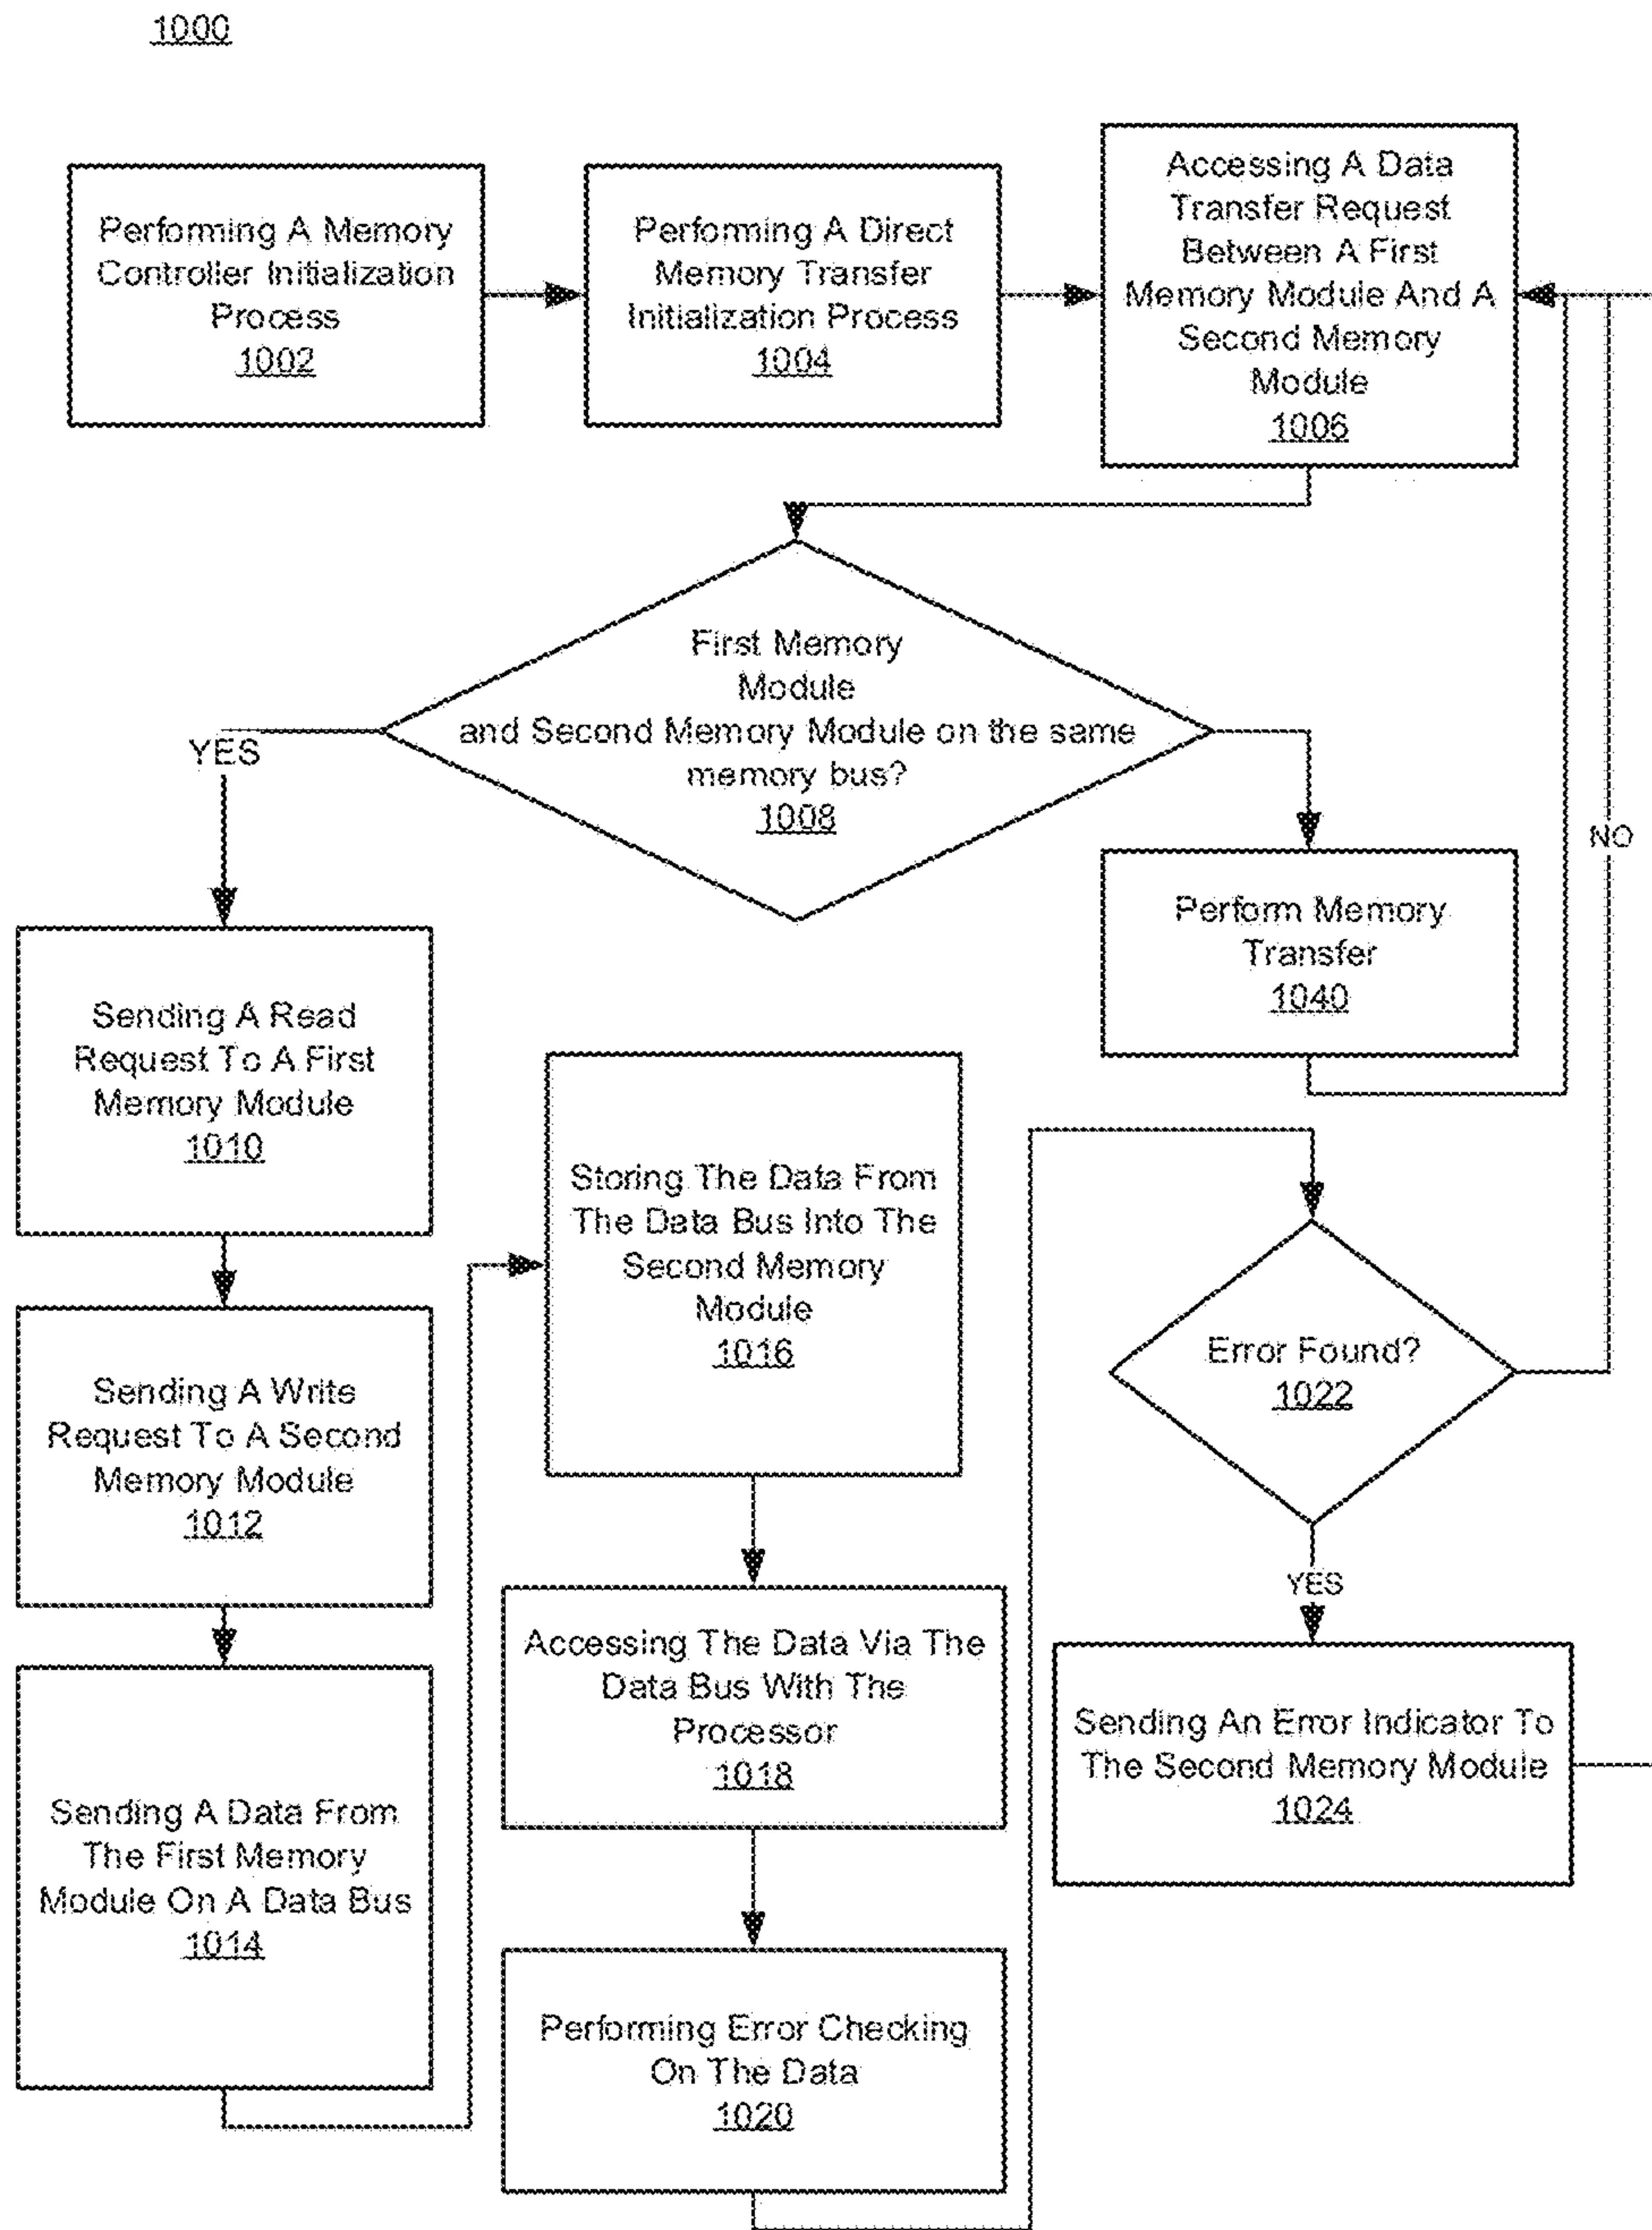 1000
Performing A Memory
Controller Initialization
Process
1002
Performing A Direct
Memory Transfer
Initialization Process
1004
Accessing A Data
Transfer Request
Between A First
Memory Module And A
Second Memory
Module
1006
First Memory
Module
and Second Memory Module on the same
memory bus?
1008
YES
NO
Perform Memory
Transfer
1040
Sending A Read
Request To A First
Memory Module
1010
Sending A Write
Request To A Second
Memory Module
1012
Sending A Data From
The First Memory
Module On A Data Bus
1014
Storing The Data From
The Data Bus Into The
Second Memory
Module
1016
Accessing The Data Via The
Data Bus With The
Processor
1018
Performing Error Checking
On The Data
1020
Error Found?
1022
YES
Sending An Error Indicator To
The Second Memory Module
1024